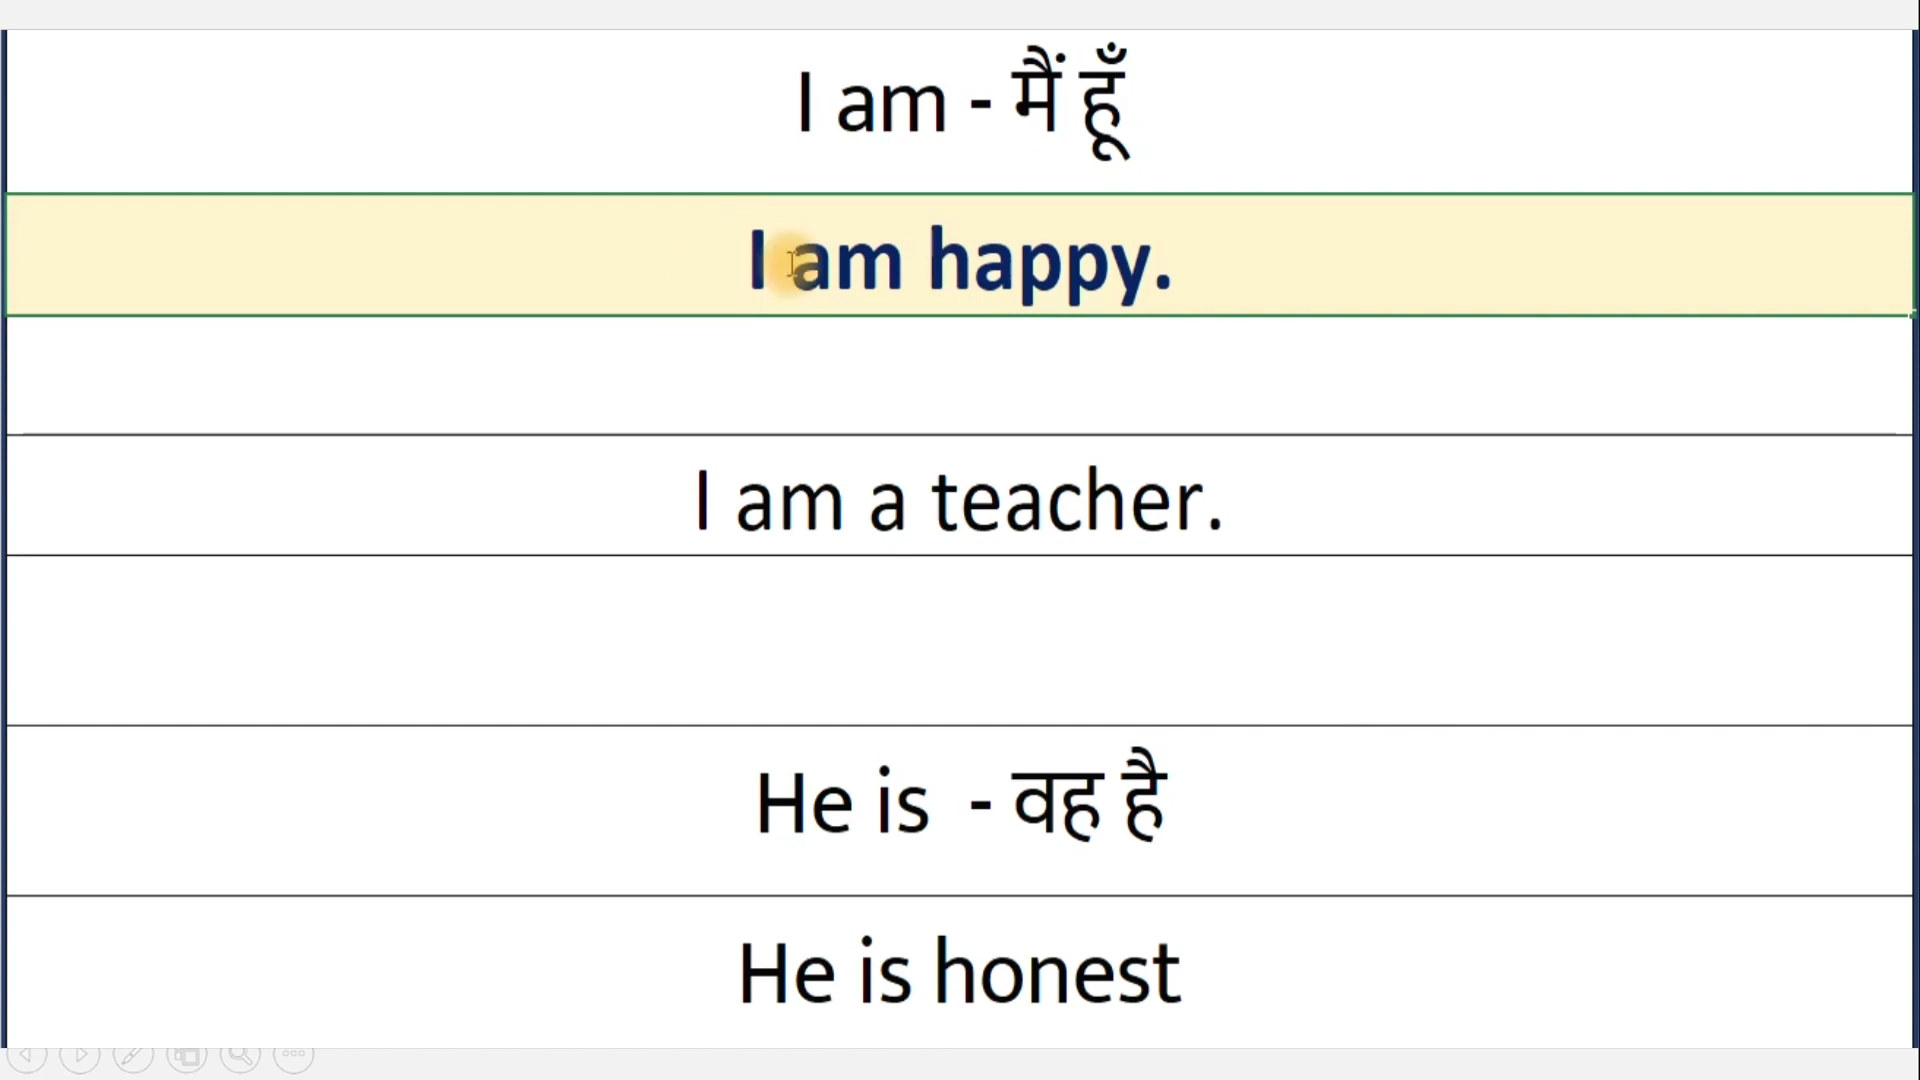 I am - मैं हूँ
I am happy.
I am a teacher.
He is - वह है
He is honest